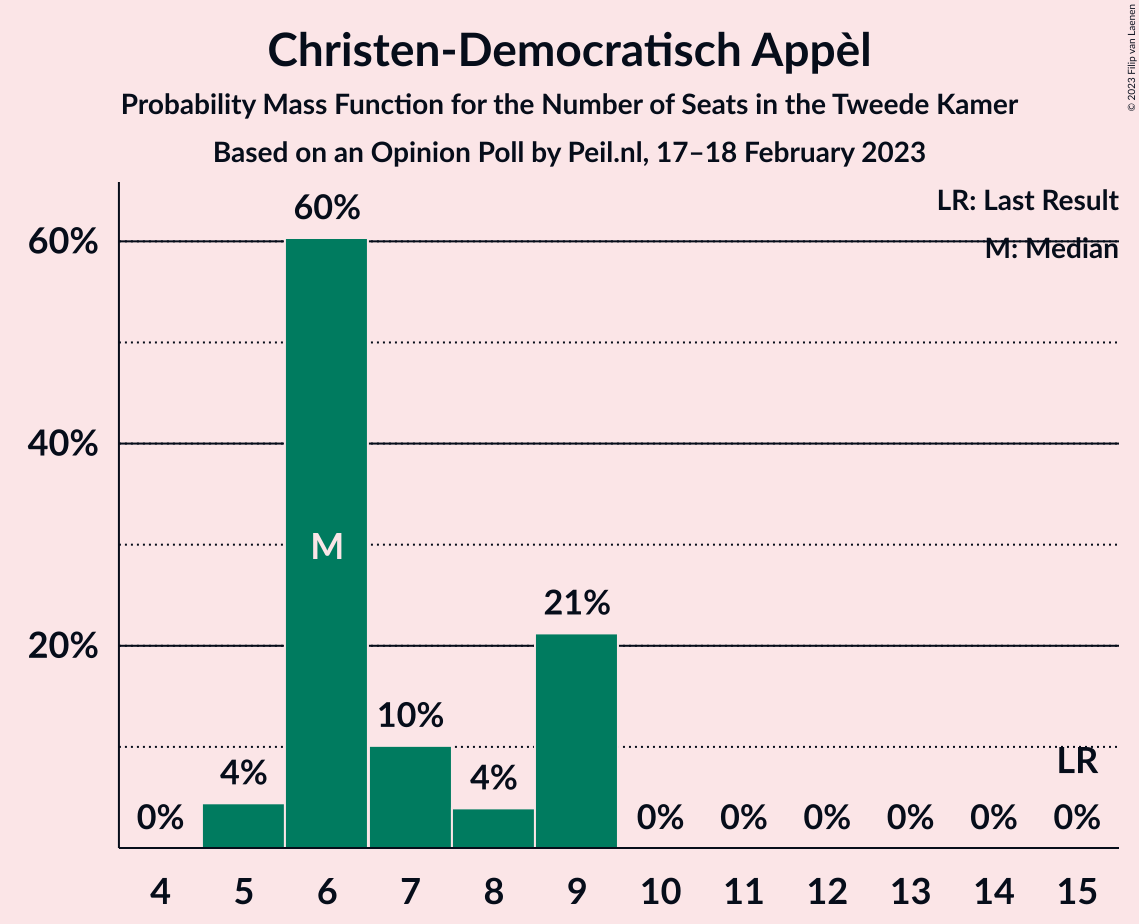 Christen-Democratisch Appèl
Probability Mass Function for the Number of Seats in the Tweede Kamer
Based on an Opinion Poll by Peil.nl, 17–18 February 2023
© 2023 Filip van Laenen
LR: Last Result
M: Median
60%
40%
20%
0%
4%
60%
M
10%
4%
21%
0%
0%
0%
0%
0%
LR
0%
4 5 6 7 8 9 10 11 12 13 14 15